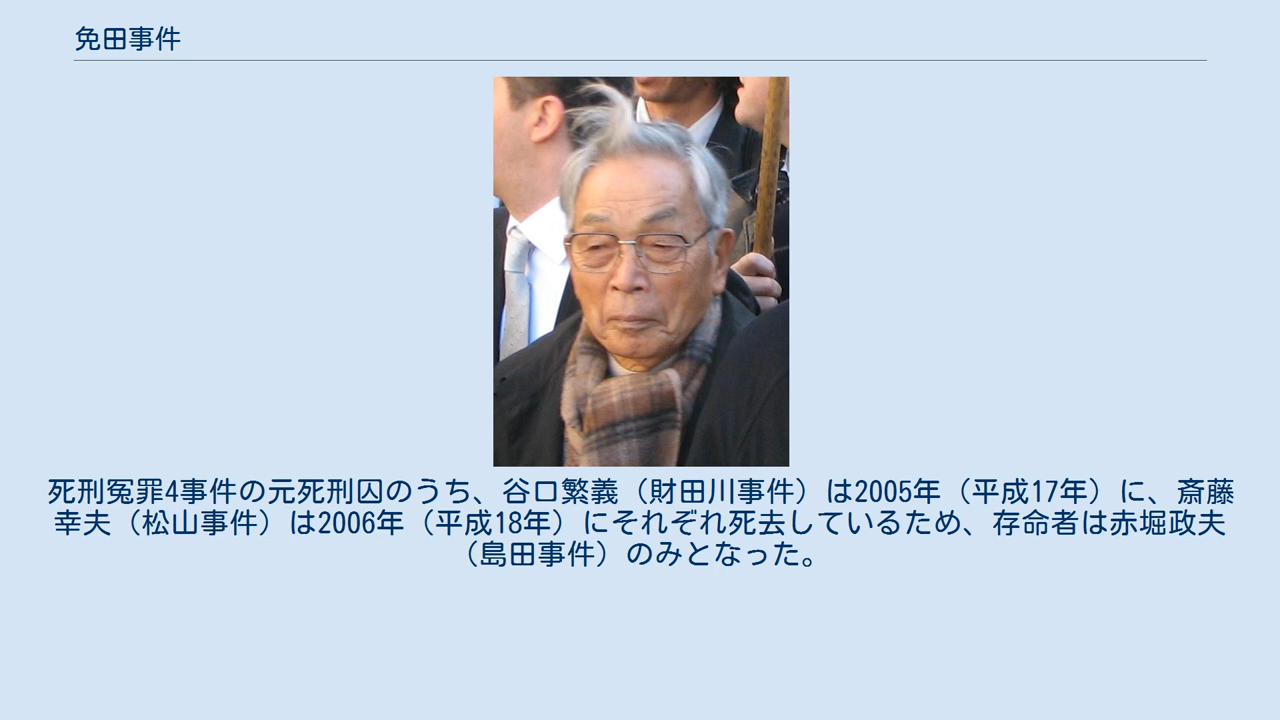 免田事件
死刑冤罪4事件の元死刑囚のうち、谷口繁義（財田川事件）は2005年（平成17年）に、斎藤
幸夫（松山事件）は2006年（平成18年）にそれぞれ死去しているため、存命者は赤堀政夫
（島田事件）のみとなった。